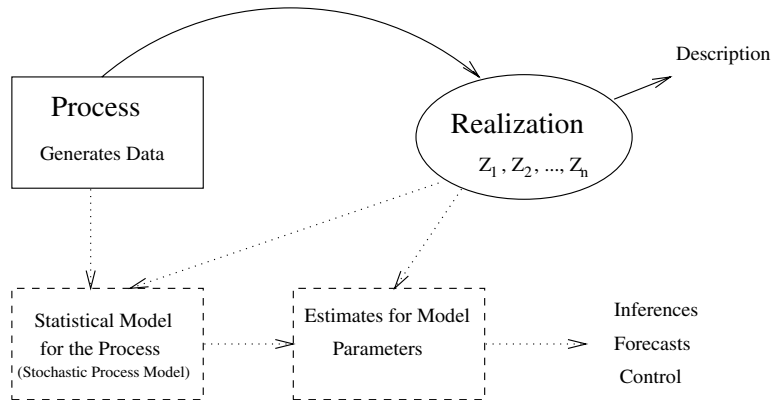 Description
Process
Generates Data
Realization
Z1, Z2, ..., Zn
Statistical Model
for the Process
(Stochastic Process Model)
Estimates for Model
Parameters
Inferences
Forecasts
Control